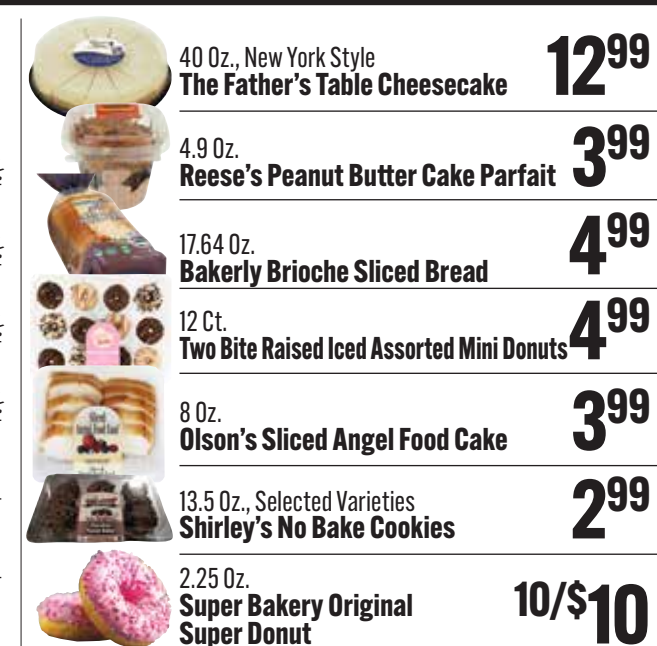 40 Oz., New York Style
The Father's Table Cheesecake
12 99
4.9 Oz.
Reese's Peanut Butter Cake Parfait
3 99
17.64 Oz.
Bakerly Brioche Sliced Bread
4 99
12 Ct.
Two Bite Raised Iced Assorted Mini Donuts
4 99
8 Oz.
Olson's Sliced Angel Food Cake
3 99
13.5 Oz., Selected Varieties
Shirley's No Bake Cookies
2 99
2.25 Oz.
Super Bakery Original
Super Donut
10/$10